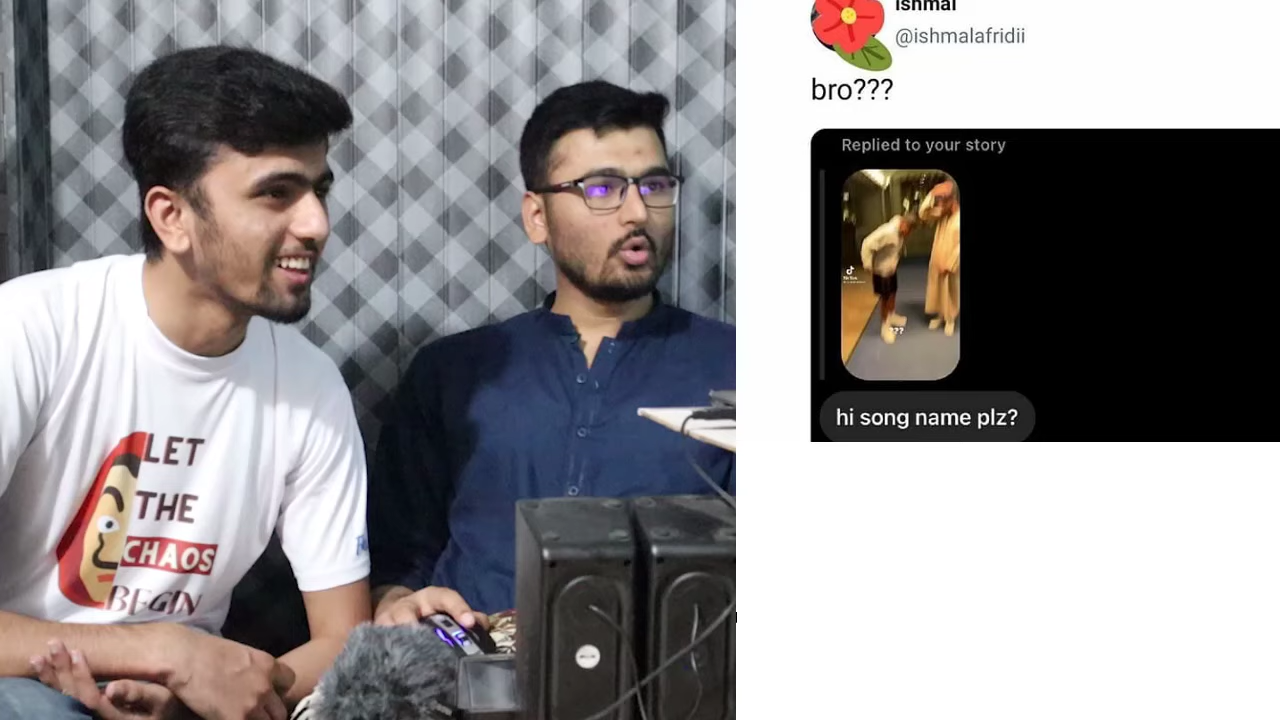 LET
THE
CHAOS
BEGIN
ishmal
@ishmalafridii
bro???
Replied to your story
???
hi song name plz?